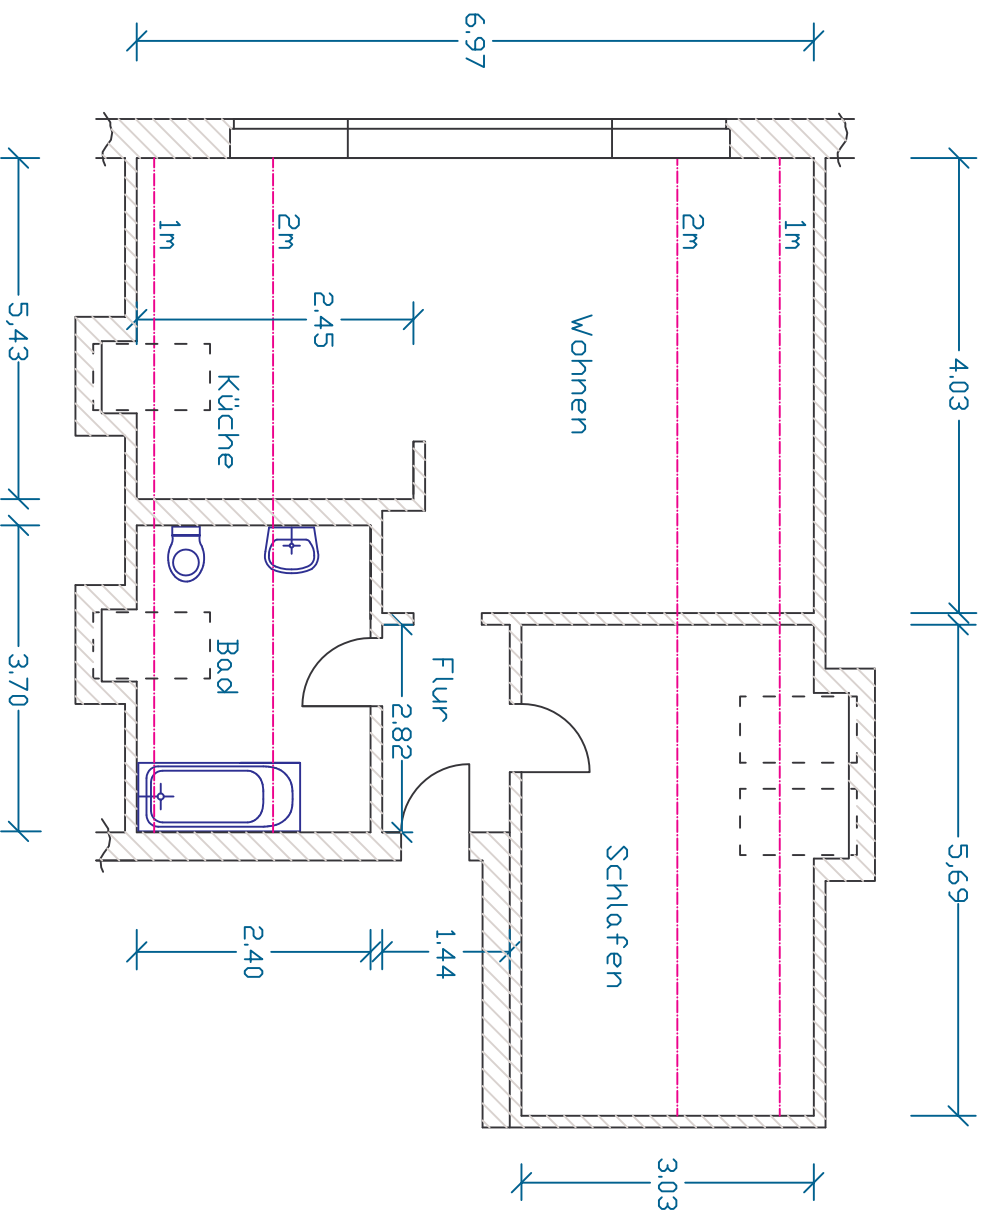 4,03
5,69
1m
2m
3,03
Schlafen
Wohnen
6,97
Flur
1,44
2,82
2,45
2m
2,40
Küche
Bad
1m
5,43
3,70